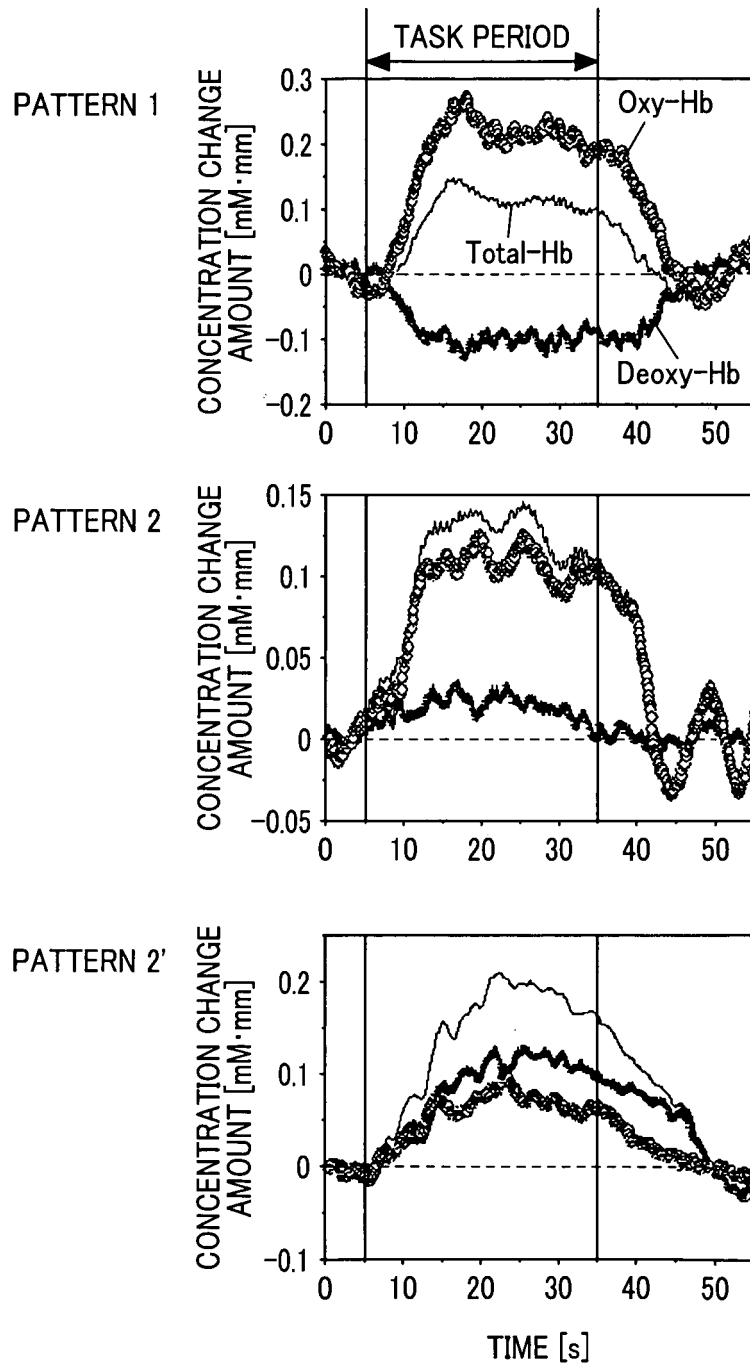 TASK PERIOD
PATTERN 1
CONCENTRATION CHANGE
AMOUNT [mM·mm]
0.3
0.2
0.1
0
-0.1
-0.2
Oxy-Hb
Total-Hb
Deoxy-Hb
0 10 20 30 40 50
PATTERN 2
CONCENTRATION CHANGE
AMOUNT [mM·mm]
0.15
0.1
0.05
0
-0.05
0 10 20 30 40 50
PATTERN 2'
CONCENTRATION CHANGE
AMOUNT [mM·mm]
0.2
0.1
0
-0.1
0 10 20 30 40 50
TIME [s]